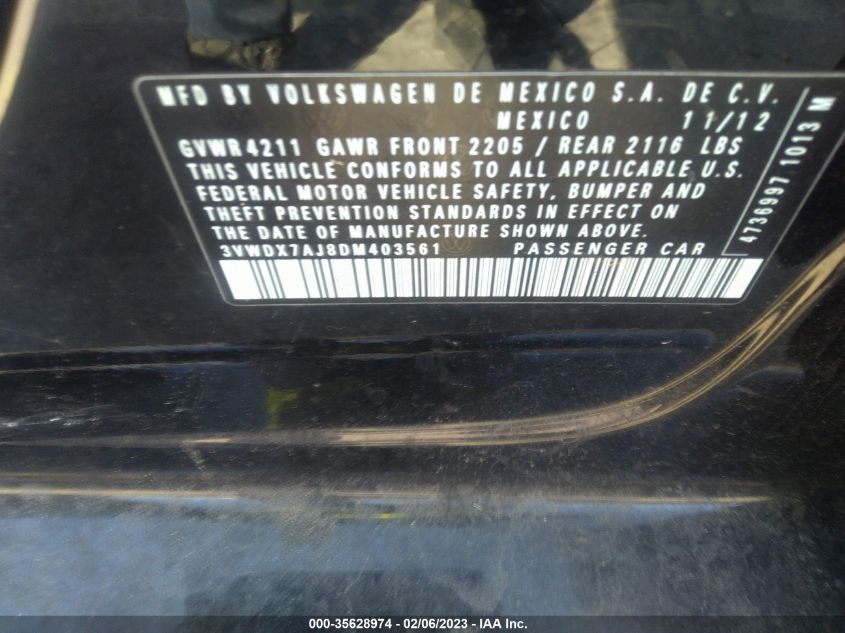 MFD BY VOLKSWAGEN DE MEXICO S.A. DE C.V.
MEXICO 11/12
GVWR 4211 GAWR FRONT 2205 / REAR 2116 LBS
THIS VEHICLE CONFORMS TO ALL APPLICABLE U.S.
FEDERAL MOTOR VEHICLE SAFETY, BUMPER AND
THEFT PREVENTION STANDARDS IN EFFECT ON
THE DATE OF MANUFACTURE SHOWN ABOVE.
3VWDX7AJ8DM403561 PASSENGER CAR
4736997 1013 M
000-35628974 - 02/06/2023 - IAA Inc.